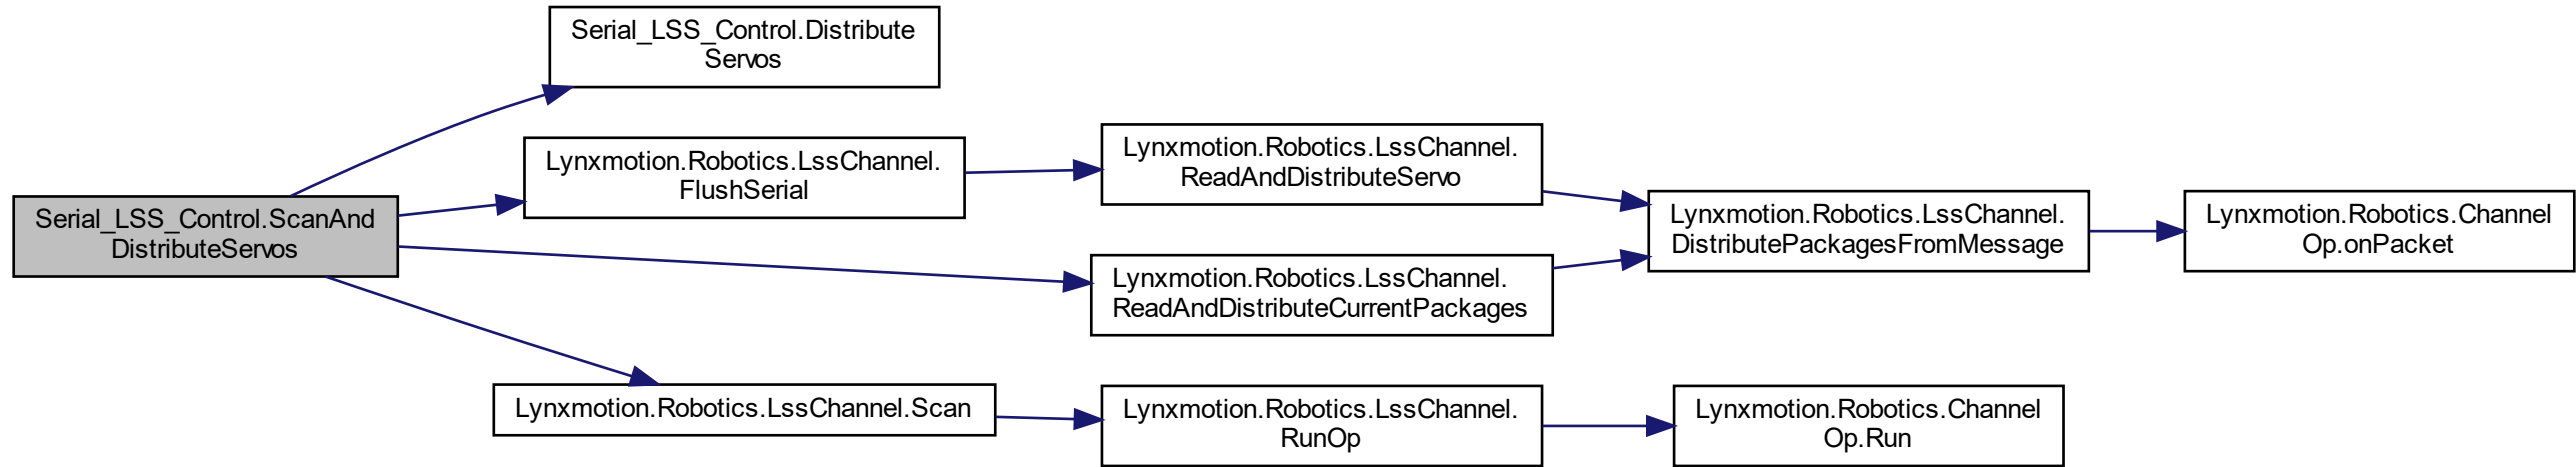 Serial_LSS_Control.ScanAnd
DistributeServos
Serial_LSS_Control.Distribute
Servos
Lynxmotion.Robotics.LssChannel.
FlushSerial
Lynxmotion.Robotics.LssChannel.
ReadAndDistributeServo
Lynxmotion.Robotics.LssChannel.
DistributePackagesFromMessage
Lynxmotion.Robotics.Channel
Op.onPacket
Lynxmotion.Robotics.LssChannel.
ReadAndDistributeCurrentPackages
Lynxmotion.Robotics.LssChannel.Scan
Lynxmotion.Robotics.LssChannel.
RunOp
Lynxmotion.Robotics.Channel
Op.Run